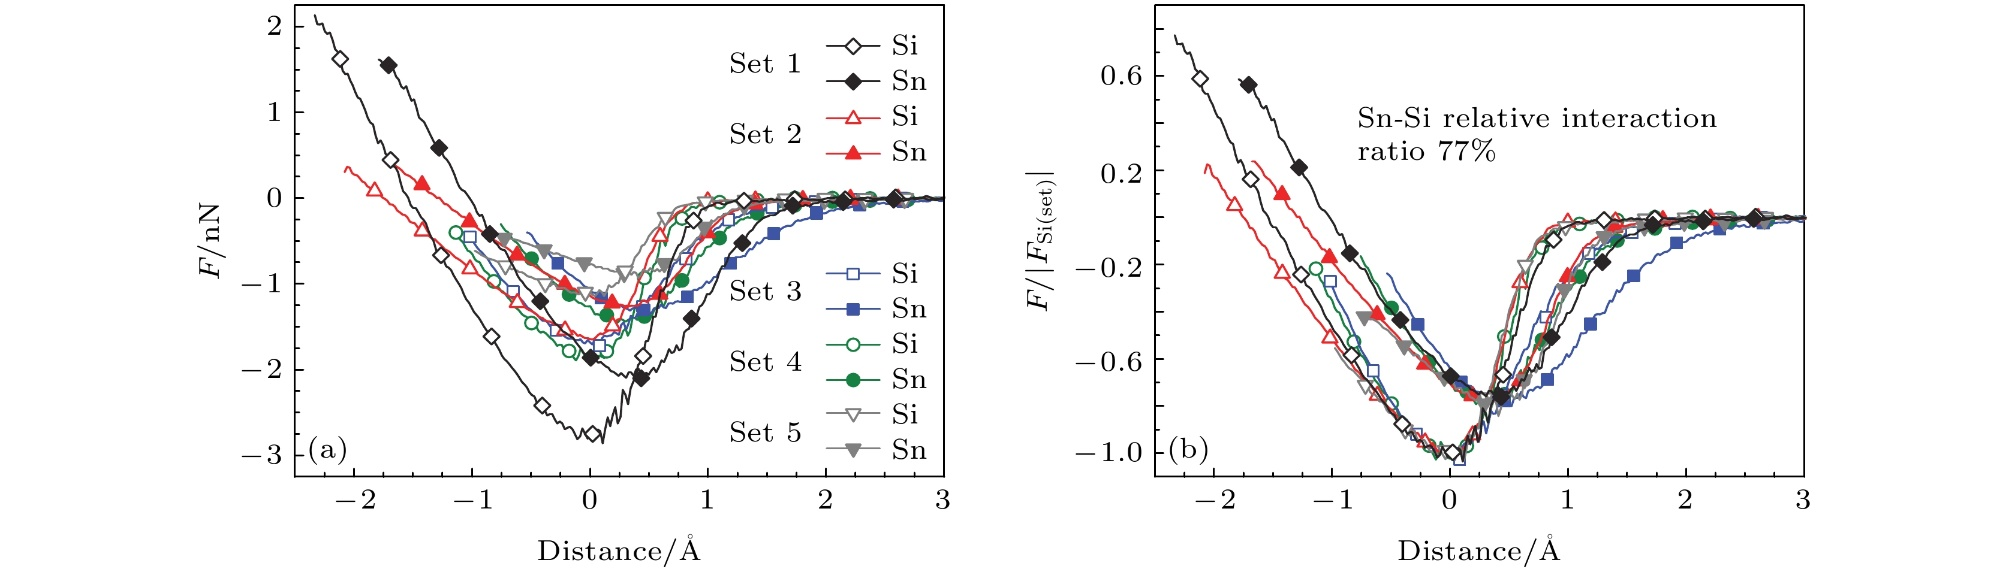 2
1
0
−1
−2
−3
F/nN
Set 1
Si
Sn
Set 2
Si
Sn
Set 3
Si
Sn
Set 4
Si
Sn
Set 5
Si
Sn
(a)
−2 −1 0 1 2 3
Distance/Å
0.6
0.2
−0.2
−0.6
−1.0
F/|F_Si(set)|
Sn-Si relative interaction
ratio 77%
(b)
−2 −1 0 1 2 3
Distance/Å